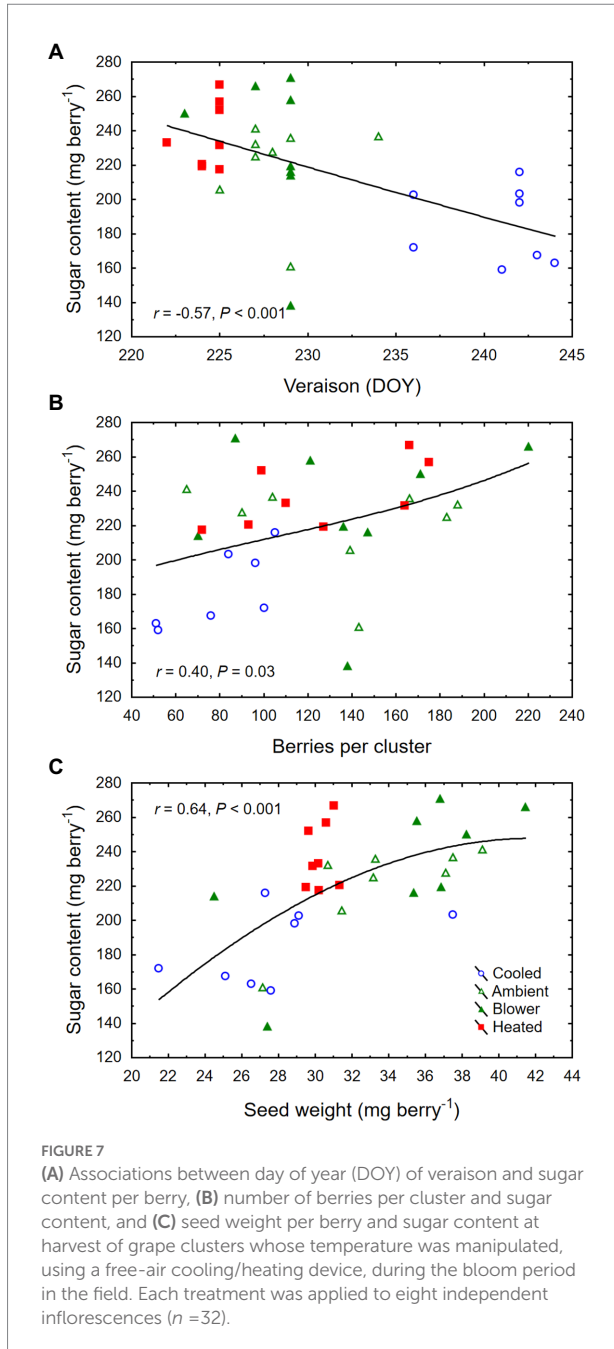 A
Sugar content (mg berry⁻¹)
280
260
240
220
200
180
160
140
120
r = -0.57, P < 0.001
220 225 230 235 240 245
Veraison (DOY)
B
Sugar content (mg berry⁻¹)
280
260
240
220
200
180
160
140
120
100
r = 0.40, P = 0.03
40 60 80 100 120 140 160 180 200 220 240
Berries per cluster
C
Sugar content (mg berry⁻¹)
280
260
240
220
200
180
160
140
120
r = 0.64, P < 0.001
Cooled
Ambient
Blower
Heated
20 22 24 26 28 30 32 34 36 38 40 42 44
Seed weight (mg berry⁻¹)
FIGURE 7
(A) Associations between day of year (DOY) of veraison and sugar
content per berry, (B) number of berries per cluster and sugar
content, and (C) seed weight per berry and sugar content at
harvest of grape clusters whose temperature was manipulated,
using a free-air cooling/heating device, during the bloom period
in the field. Each treatment was applied to eight independent
inflorescences (n =32).